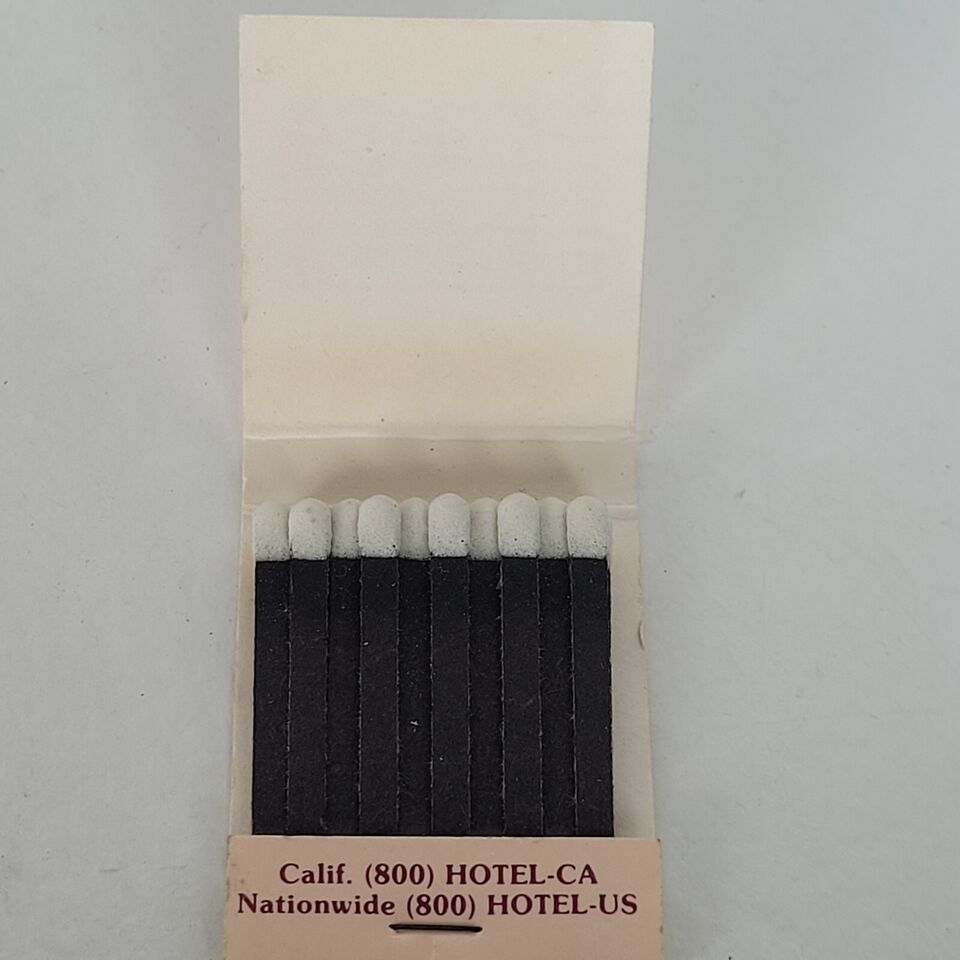 Calif. (800) HOTEL-CA
Nationwide (800) HOTEL-US